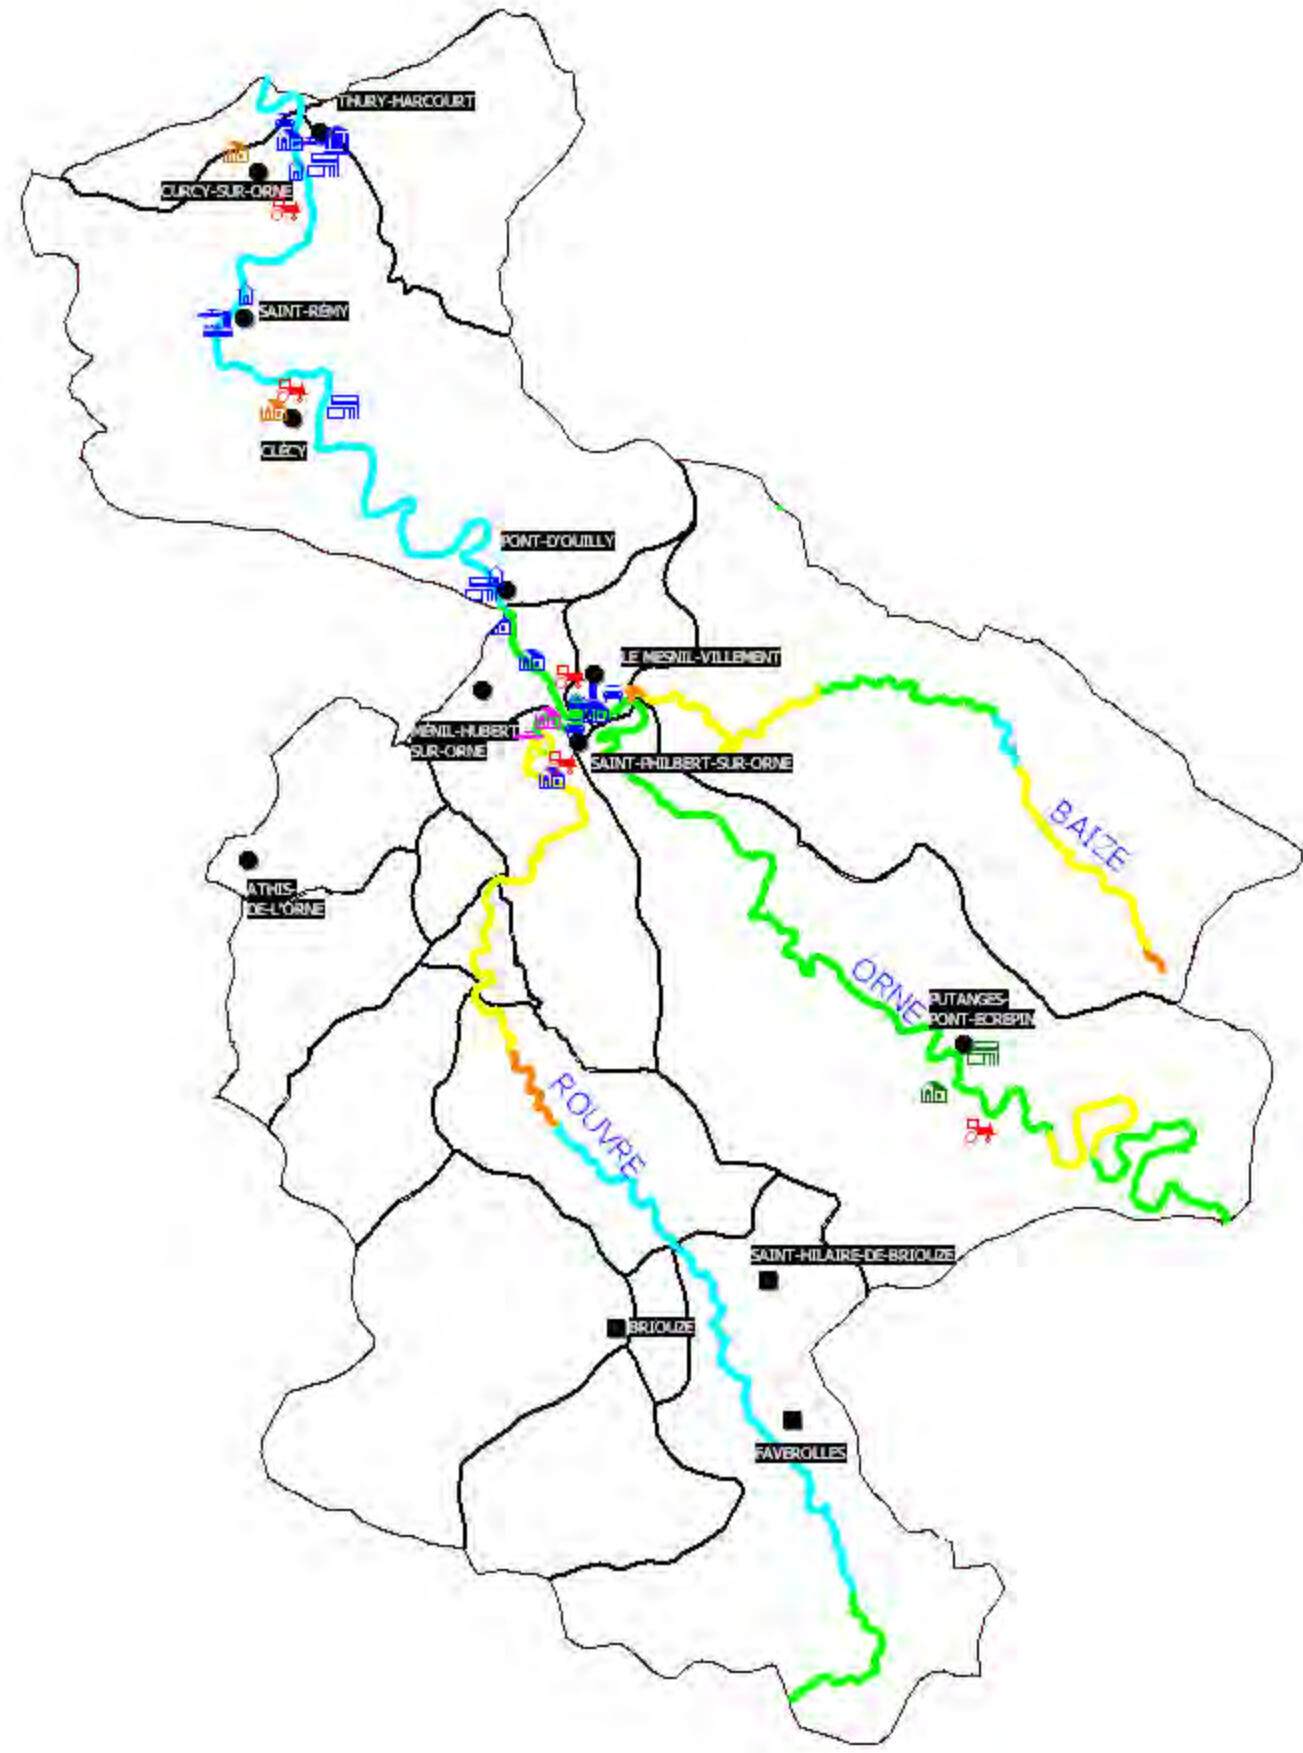 THURY-HARCOURT
CURCY-SUR-ORNE
SAINT-RÉMY
CLÉCY
PONT-D'OUILLY
LE MESNIL-VILLEMENT
MÉNIL-HUBERT
SUR-ORNE
SAINT-PHILBERT-SUR-ORNE
BAIZE
ATHIS-
DE-L'ORNE
ORNE
PUTANGES-
PONT-ECREPIN
ROUVRE
SAINT-HILAIRE-DE-BRIOUZE
BRIOUZE
FAVEROLLES